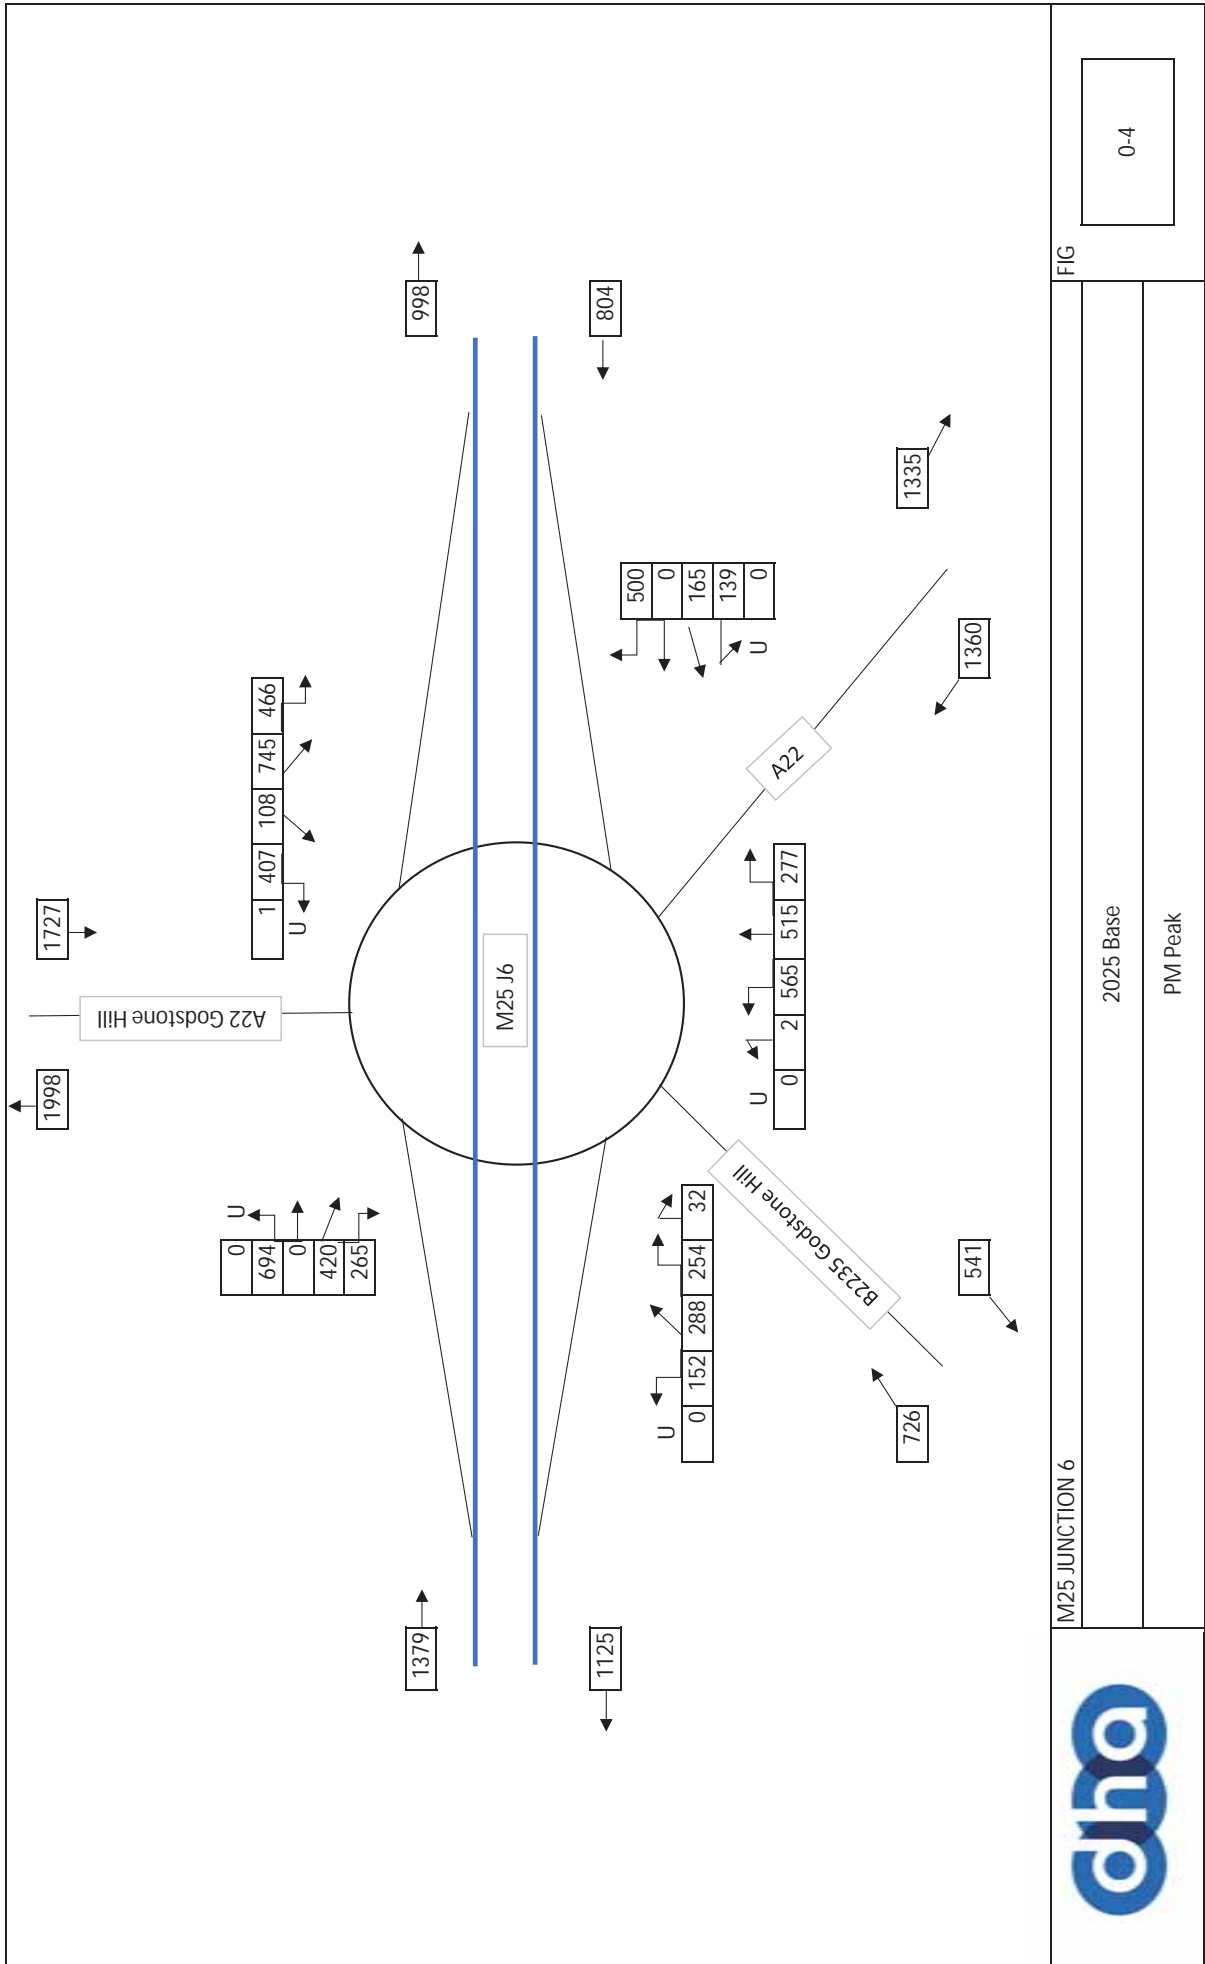 1998
1727
A22 Godstone Hill
0 U
694
0
420
265
1 407 108 745 466
U
1379
998
M25 J6
1125
804
500
0
165
139
0 U
U
0 152 288 254 32
A22
U
0 2 565 515 277
B2235 Godstone Hill
726
1335
541
1360
dha
M25 JUNCTION 6
FIG
2025 Base
0-4
PM Peak